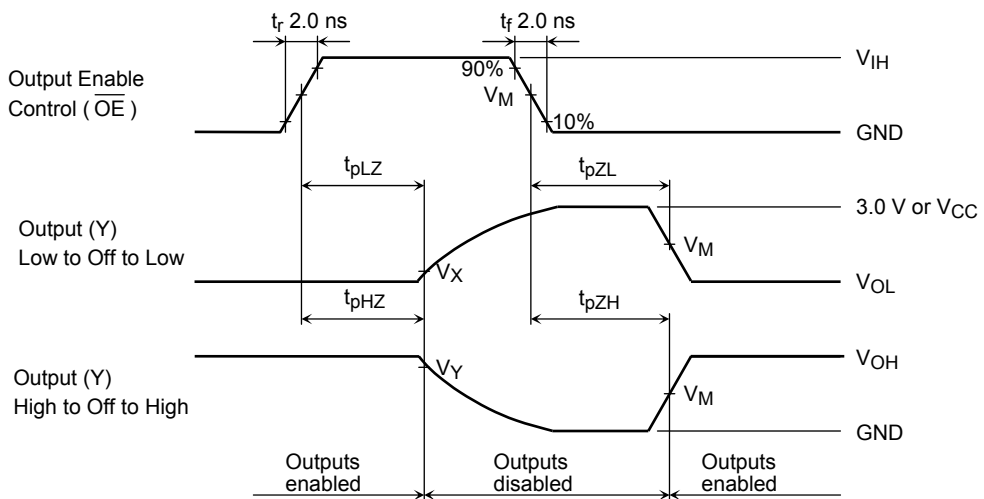 tr 2.0 ns
tf 2.0 ns
Output Enable
Control ( OE )
90%
VM
10%
VIH
GND
tpLZ
tpZL
Output (Y)
Low to Off to Low
VX
VM
3.0 V or VCC
VOL
tpHZ
tpZH
Output (Y)
High to Off to High
VY
VM
VOH
GND
Outputs
enabled
Outputs
disabled
Outputs
enabled